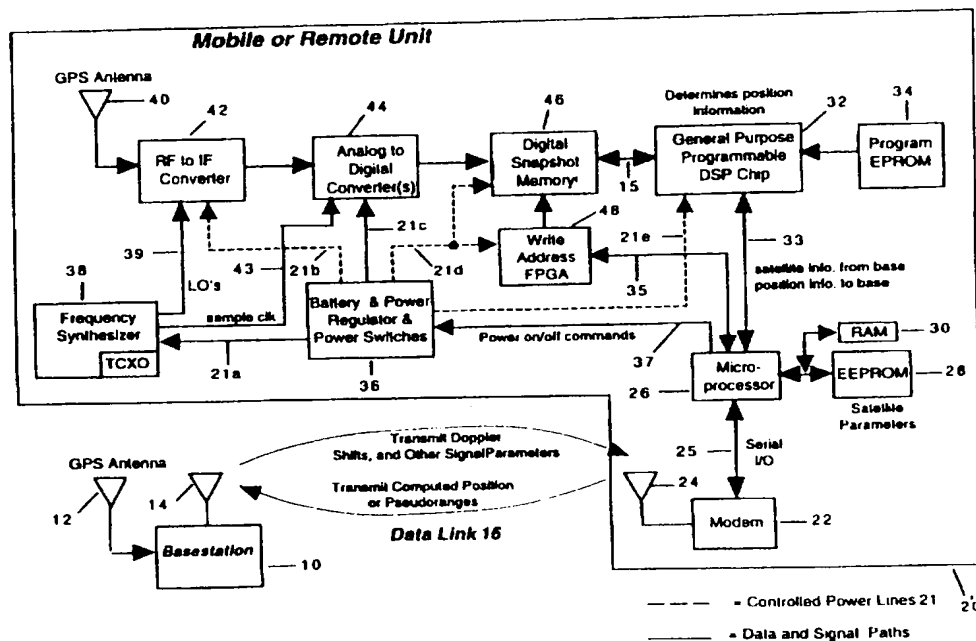 Mobile or Remote Unit
GPS Antenna
40
42
RF to IF
Converter
44
Analog to
Digital
Converter(s)
46
Digital
Snapshot
Memory
15
Determines position
Information
32
General Purpose
Programmable
DSP Chip
34
Program
EPROM
39
LO's
43
21b
21c
21d
48
Write
Address
FPGA
21e
35
33
satellite info. from base
position info. to base
38
Frequency
Synthesizer
TCXO
sample clk
21a
Battery & Power
Regulator &
Power Switches
36
Power on/off commands
37
26
Micro-
processor
RAM
30
EEPROM
28
Satellite
Parameters
25
Serial
I/O
GPS Antenna
12
14
Basestation
10
Transmit Doppler
Shifts, and Other Signal Parameters
Transmit Computed Position
or Pseudoranges
Data Link 16
24
Modem
22
20
= Controlled Power Lines 21
= Data and Signal Paths